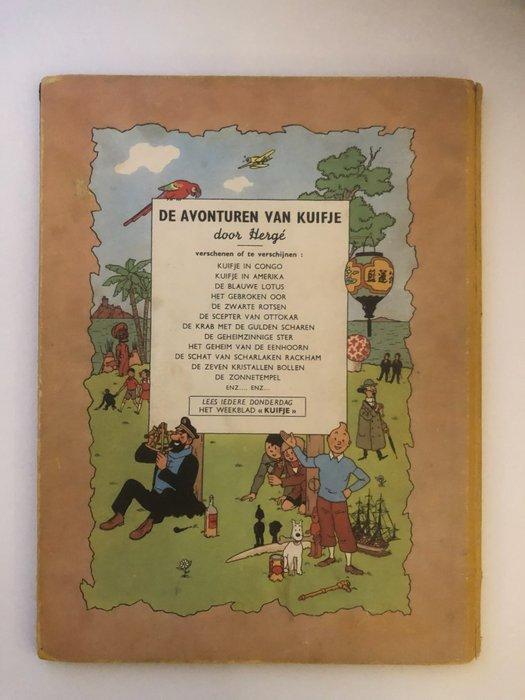 DE AVONTUREN VAN KUIFJE
door Hergé
verschenen of te verschijnen :
KUIFJE IN CONGO
KUIFJE IN AMERIKA
DE BLAUWE LOTUS
HET GEBROKEN OOR
DE ZWARTE ROTSEN
DE SCEPTER VAN OTTOKAR
DE KRAB MET DE GULDEN SCHAREN
DE GEHEIMZINNIGE STER
HET GEHEIM VAN DE EENHOORN
DE SCHAT VAN SCHARLAKEN RACKHAM
DE ZEVEN KRISTALLEN BOLLEN
DE ZONNETEMPEL
ENZ.... ENZ...
LEES IEDERE DONDERDAG
HET WEEKBLAD « KUIFJE »